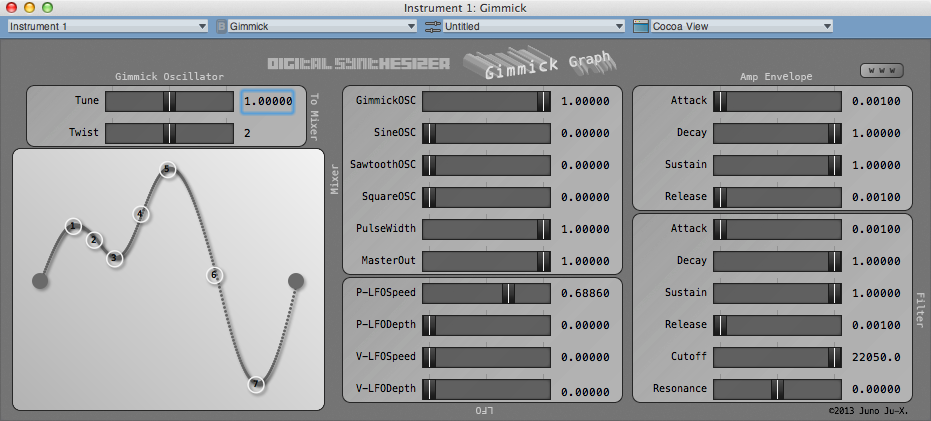 Instrument 1: Gimmick
Instrument 1
B Gimmick
Untitled
Cocoa View
DIGITAL SYNTHESIZER
Gimmick Graph
www
Gimmick Oscillator
Tune 1.00000
Twist 2
To Mixer
1
2
3
4
5
6
7
Mixer
GimmickOSC 1.00000
SineOSC 0.00000
SawtoothOSC 0.00000
SquareOSC 0.00000
PulseWidth 1.00000
MasterOut 1.00000
P-LFOSpeed 0.68860
P-LFODepth 0.00000
V-LFOSpeed 0.00000
V-LFODepth 0.00000
LFO
Amp Envelope
Attack 0.00100
Decay 1.00000
Sustain 1.00000
Release 0.00100
Attack 0.00100
Decay 1.00000
Sustain 1.00000
Release 0.00100
Cutoff 22050.0
Resonance 0.00000
Filter
©2013 Juno Ju-X.